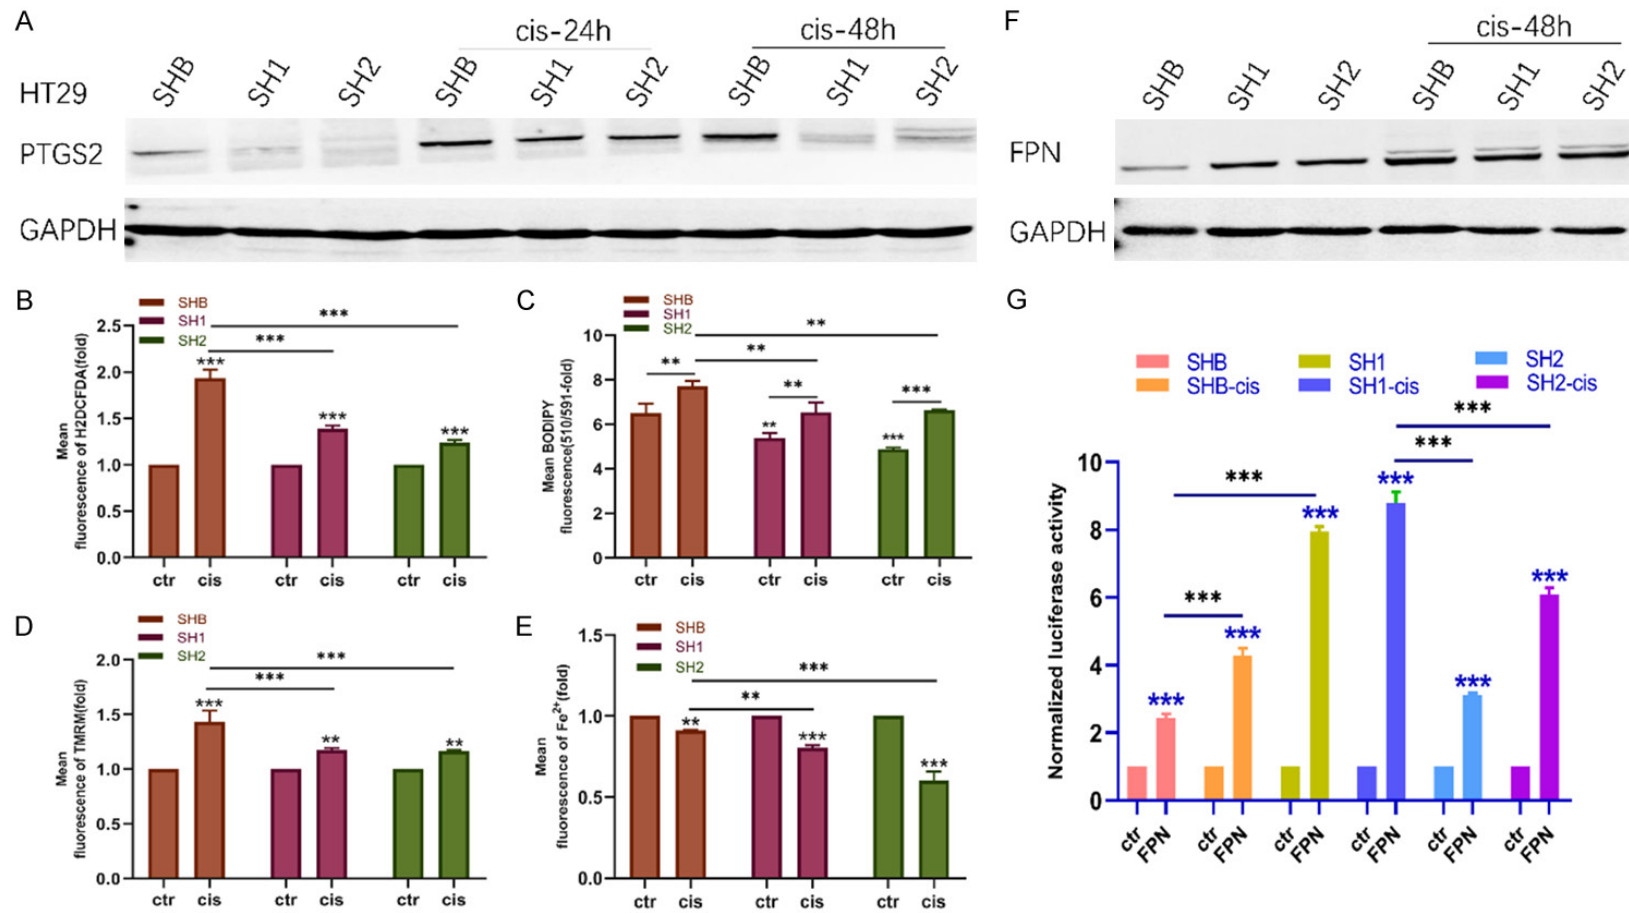 A
cis-24h
cis-48h
HT29
SHB
SH1
SH2
SHB
SH1
SH2
SHB
SH1
SH2
PTGS2
GAPDH
F
cis-48h
SHB
SH1
SH2
SHB
SH1
SH2
FPN
GAPDH
B
SHB
SH1
SH2
Mean
fluorescence of H2DCFDA(fold)
2.5
2.0
1.5
1.0
0.5
0.0
***
***
***
***
***
ctr cis ctr cis ctr cis
C
SHB
SH1
SH2
Mean BODIPY
fluorescence(510/591-fold)
10
8
6
4
2
0
**
**
**
**
***
**
***
ctr cis ctr cis ctr cis
D
SHB
SH1
SH2
Mean
fluorescence of TMRM(fold)
2.0
1.5
1.0
0.5
0.0
***
***
***
**
**
ctr cis ctr cis ctr cis
E
SHB
SH1
SH2
Mean
fluorescence of Fe2+(fold)
1.5
1.0
0.5
0.0
***
**
**
***
***
ctr cis ctr cis ctr cis
G
SHB SH1 SH2
SHB-cis SH1-cis SH2-cis
Normalized luciferase activity
10
8
6
4
2
0
***
***
***
***
***
***
***
***
***
***
ctr FPN ctr FPN ctr FPN ctr FPN ctr FPN ctr FPN